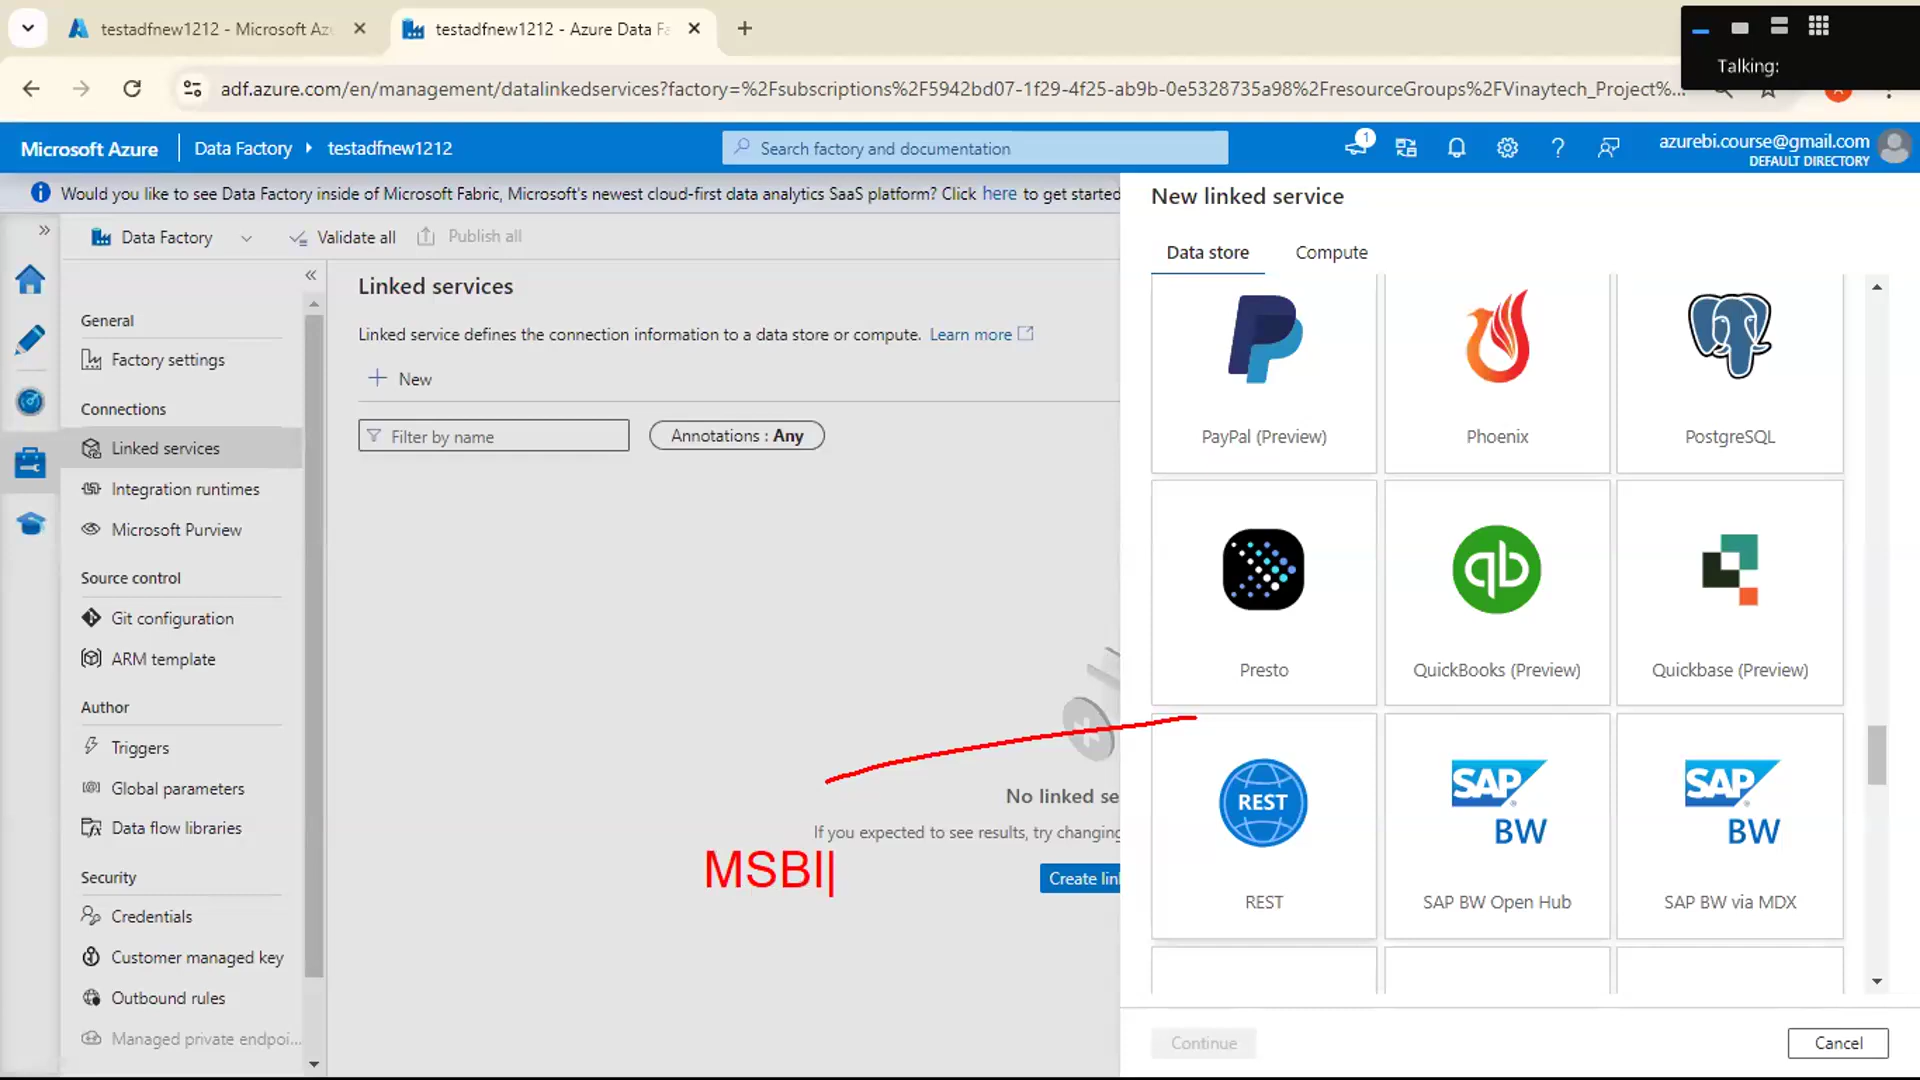 testadfnew1212 - Microsoft Az
testadfnew1212 - Azure Data Fa
Talking:
adf.azure.com/en/management/datalinkedservices?factory=%2Fsubscriptions%2F5942bd07-1f29-4f25-ab9b-0e5328735a98%2FresourceGroups%2FVinaytech_Project%...
Microsoft Azure
Data Factory
testadfnew1212
Search factory and documentation
1
azurebi.course@gmail.com
DEFAULT DIRECTORY
Would you like to see Data Factory inside of Microsoft Fabric, Microsoft's newest cloud-first data analytics SaaS platform? Click here to get started
Data Factory
Validate all
Publish all
General
Factory settings
Connections
Linked services
Integration runtimes
Microsoft Purview
Source control
Git configuration
ARM template
Author
Triggers
Global parameters
Data flow libraries
Security
Credentials
Customer managed key
Outbound rules
Managed private endpoi...
Linked services
Linked service defines the connection information to a data store or compute. Learn more
New
Filter by name
Annotations : Any
No linked se
If you expected to see results, try changing
MSBI
Create lin
New linked service
Data store
Compute
PayPal (Preview)
Phoenix
PostgreSQL
qb
Presto
QuickBooks (Preview)
Quickbase (Preview)
REST
SAP BW
SAP BW
REST
SAP BW Open Hub
SAP BW via MDX
Continue
Cancel